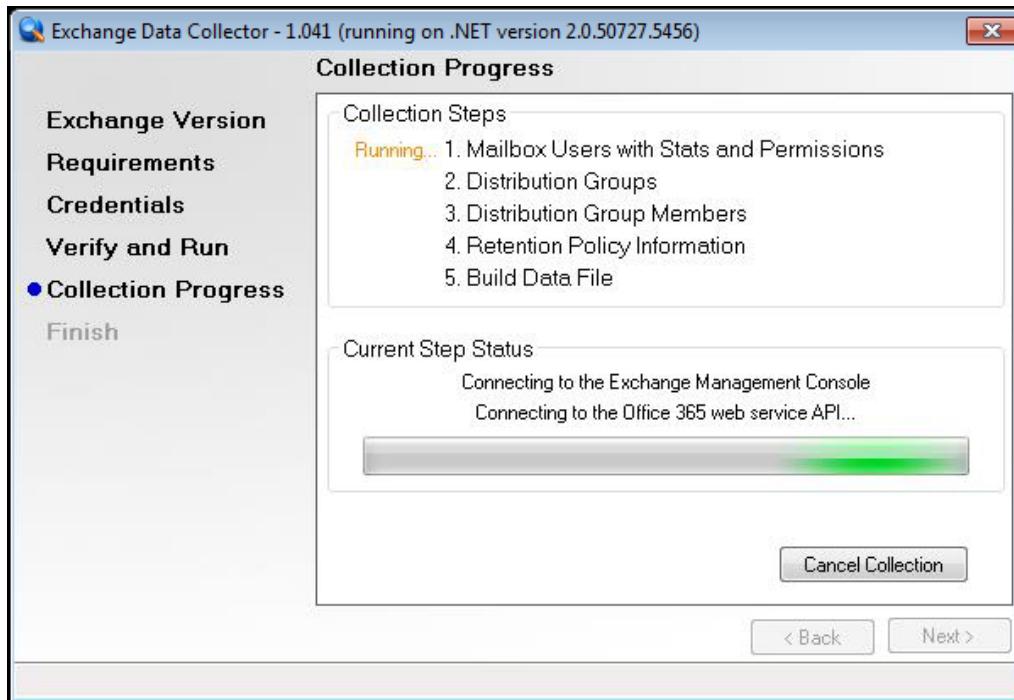 Exchange Data Collector - 1.041 (running on .NET version 2.0.50727.5456)
Collection Progress
Exchange Version
Requirements
Credentials
Verify and Run
Collection Progress
Finish
Collection Steps
Running... 1. Mailbox Users with Stats and Permissions
2. Distribution Groups
3. Distribution Group Members
4. Retention Policy Information
5. Build Data File
Current Step Status
Connecting to the Exchange Management Console
Connecting to the Office 365 web service API...
Cancel Collection
< Back
Next >